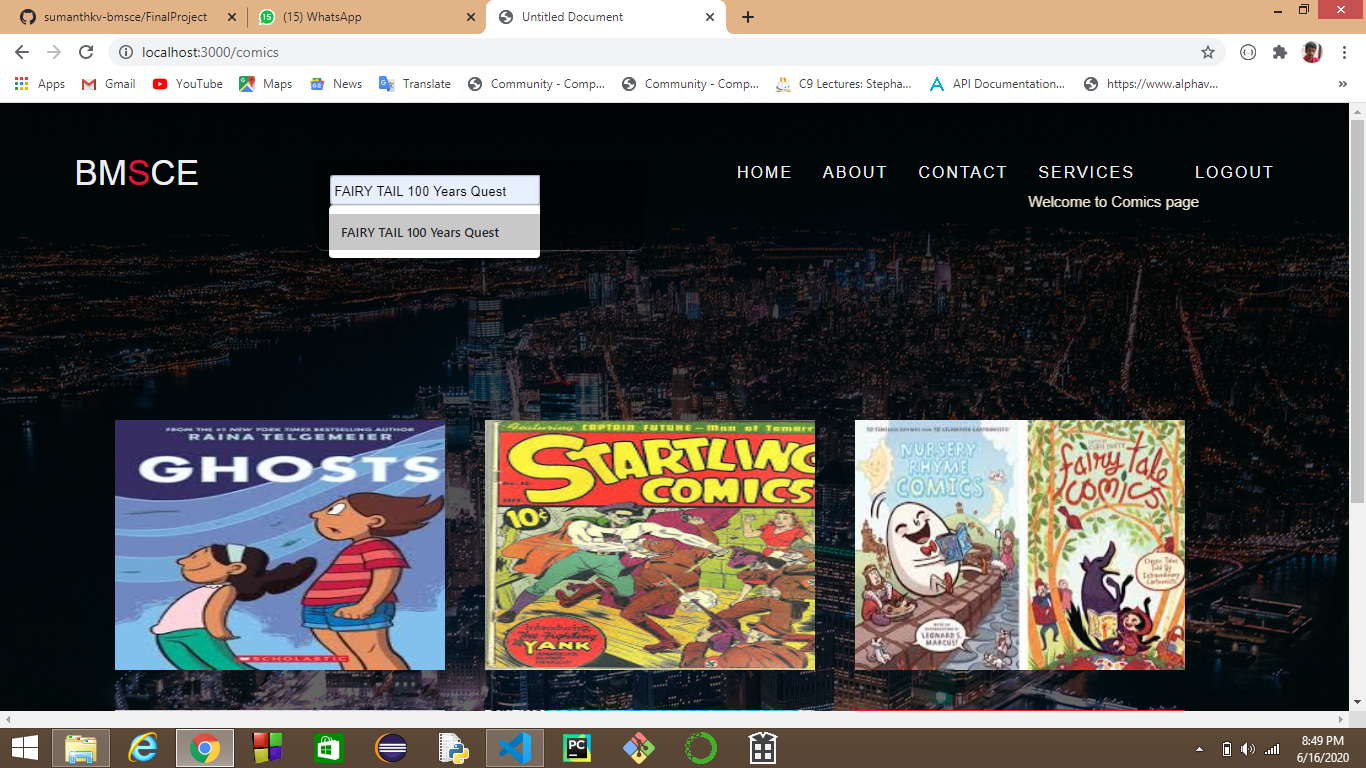 sumanthkv-bmsce/FinalProject
(15) WhatsApp
Untitled Document
localhost:3000/comics
Apps
Gmail
YouTube
Maps
News
Translate
Community - Comp...
Community - Comp...
C9 Lectures: Stepha...
API Documentation...
https://www.alphav...
BMSCE
HOME
ABOUT
CONTACT
SERVICES
LOGOUT
FAIRY TAIL 100 Years Quest
Welcome to Comics page
FAIRY TAIL 100 Years Quest
FROM THE #1 NEW YORK TIMES BESTSELLING AUTHOR
RAINA TELGEMEIER
GHOSTS
SCHOLASTIC
Featuring CAPTAIN FUTURE - Man of Tomorr
STARTLING
COMICS
10¢
Introducing
The Fighting
YANK
NURSERY
RHYME
COMICS
LEONARD S.
MARCUS!
fairy tale
comics
Classic Tales
Told By
Extraordinary
Cartoonists
8:49 PM
6/16/2020